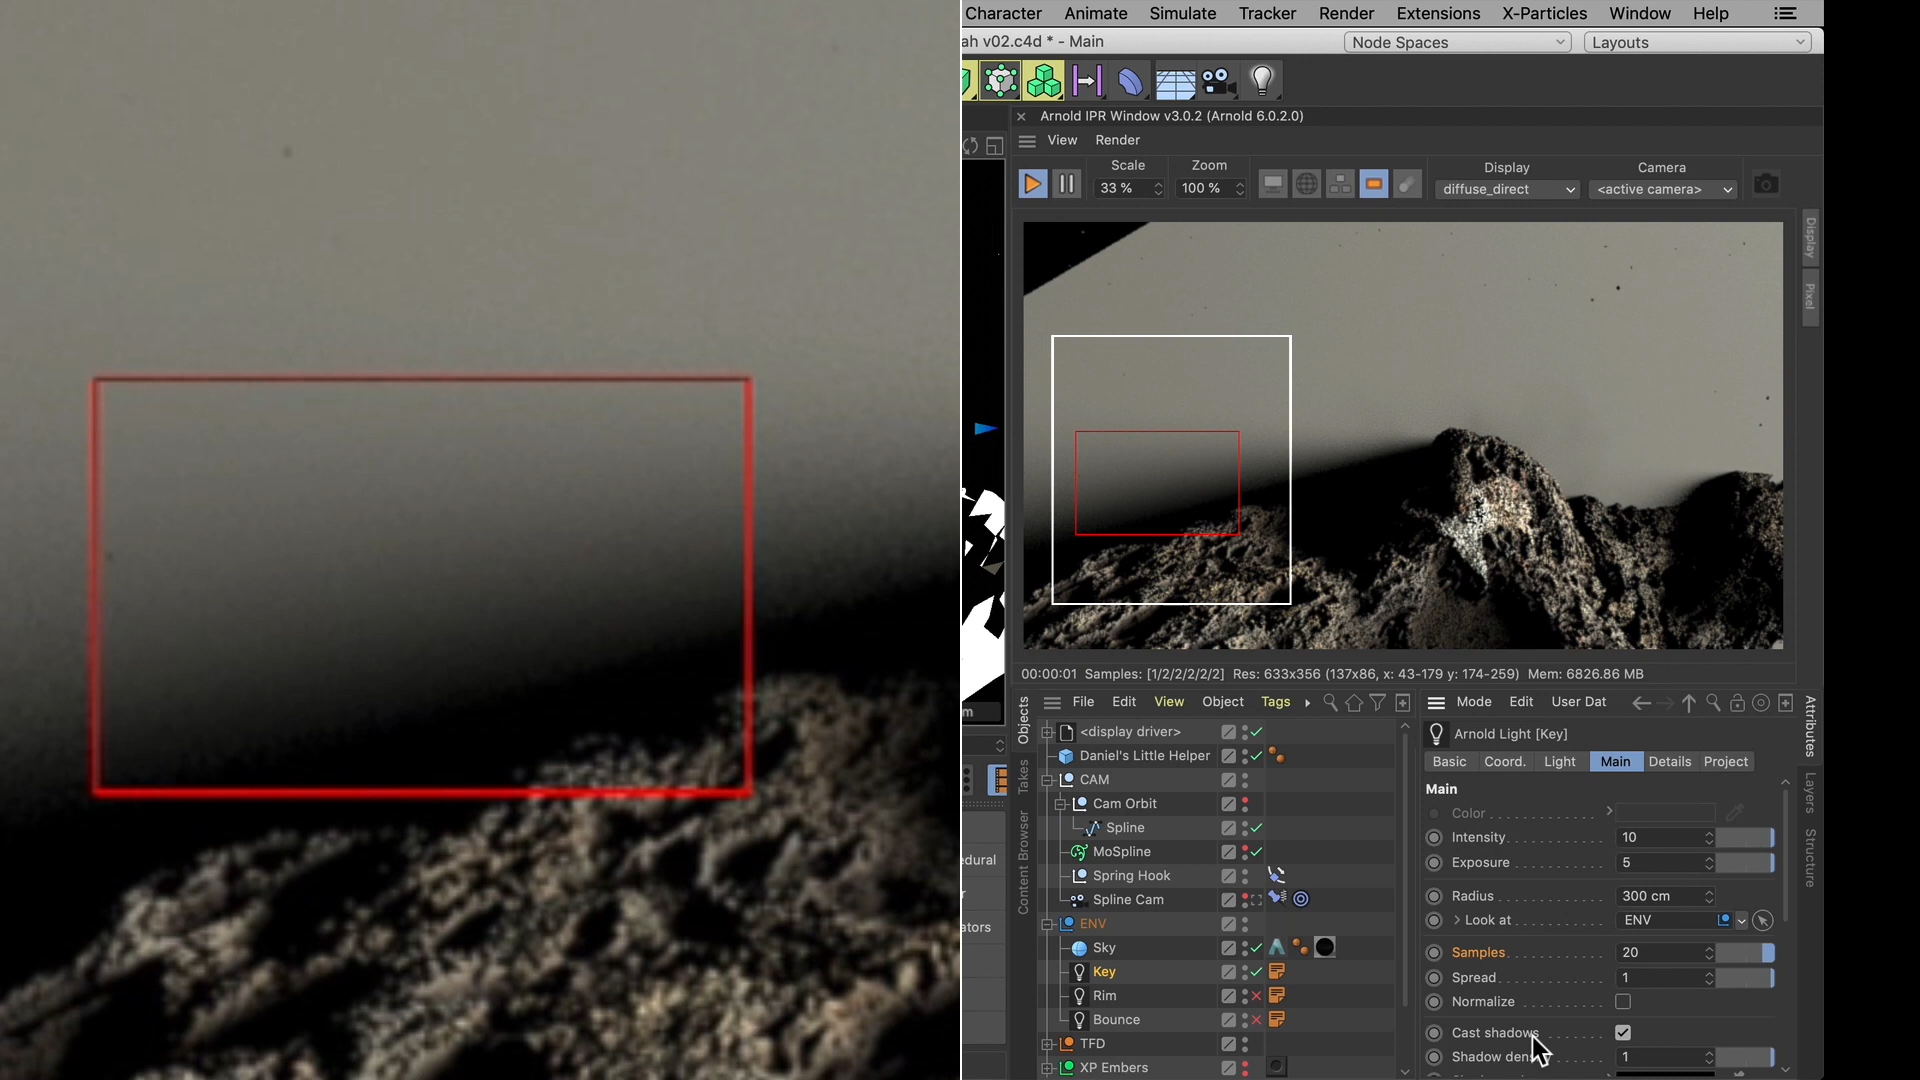 Character Animate Simulate Tracker Render Extensions X-Particles Window Help
ah v02.c4d * - Main
Node Spaces
Layouts
Arnold IPR Window v3.0.2 (Arnold 6.0.2.0)
View Render
Scale
33 %
Zoom
100 %
Display
diffuse_direct
Camera
<active camera>
Display
Pixel
00:00:01 Samples: [1/2/2/2/2/2] Res: 633x356 (137x86, x: 43-179 y: 174-259) Mem: 6826.86 MB
m
edural
r
ators
Objects
Takes
Content Browser
File Edit View Object Tags
<display driver>
Daniel's Little Helper
CAM
Cam Orbit
Spline
MoSpline
Spring Hook
Spline Cam
ENV
Sky
Key
Rim
Bounce
TFD
XP Embers
Mode Edit User Dat
Arnold Light [Key]
Basic Coord. Light Main Details Project
Main
Color
Intensity 10
Exposure 5
Radius 300 cm
Look at ENV
Samples 20
Spread 1
Normalize
Cast shadows
Shadow den 1
Attributes
Layers
Structure